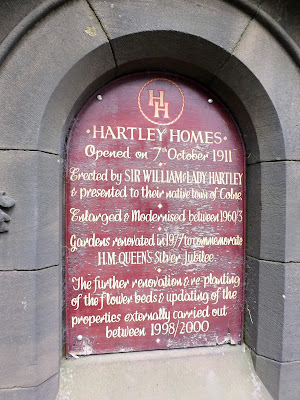 HH
HARTLEY HOMES
Opened on 7th October 1911
Erected by SIR WILLIAM & LADY HARTLEY
& presented to their native town of Colne.
Enlarged & Modernised between 1960/3
Gardens renovated in 1977 to commemorate
H.M. QUEEN'S Silver Jubilee
The further renovation & re-planting
of the flower beds & updating of the
properties externally carried out
between 1998/2000